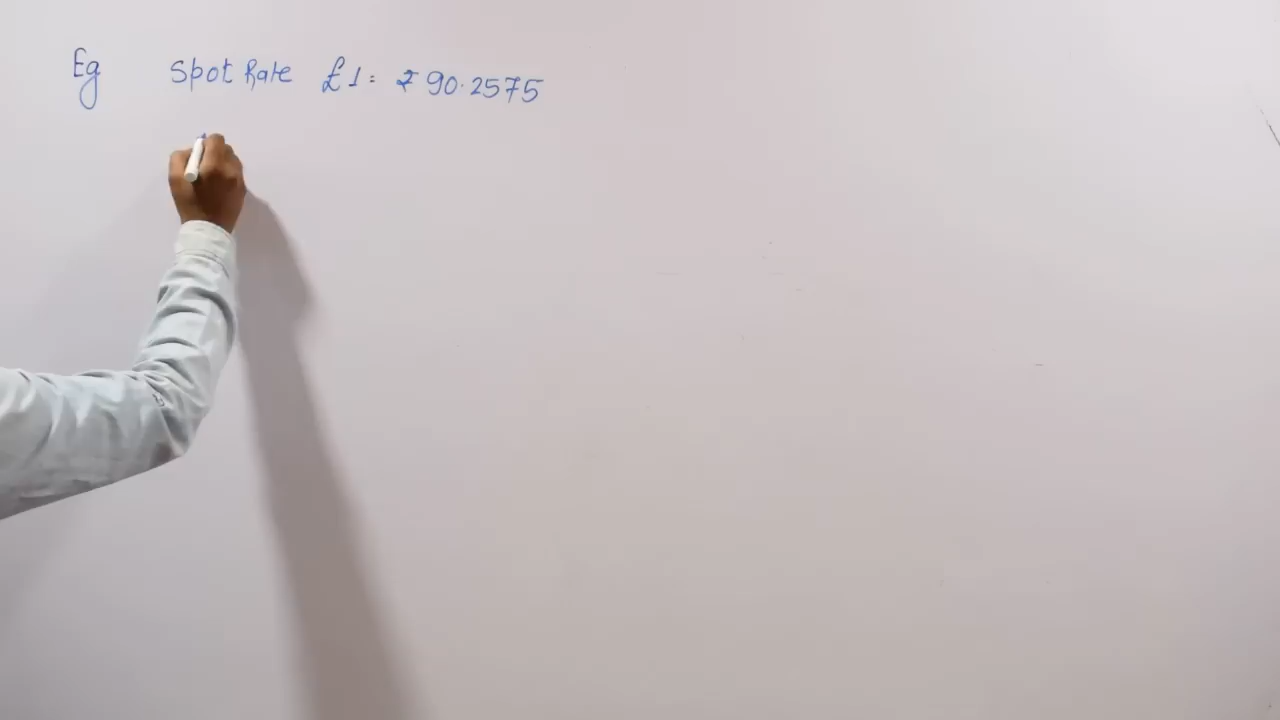 Eg Spot Rate £1 = ₹ 90.2575